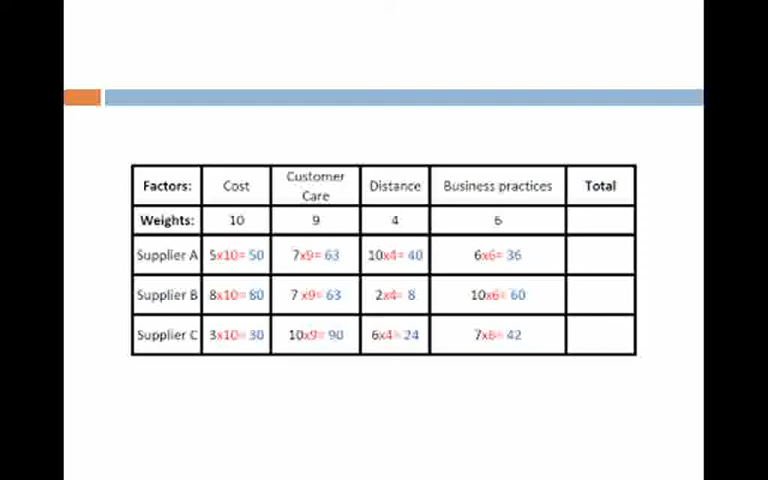 Factors: Cost Customer Care Distance Business practices Total
Weights: 10 9 4 6
Supplier A 5x10= 50 7x9= 63 10x4= 40 6x6= 36
Supplier B 8x10= 80 7 x9= 63 2x4= 8 10x6= 60
Supplier C 3x10= 30 10x9= 90 6x4= 24 7x6= 42